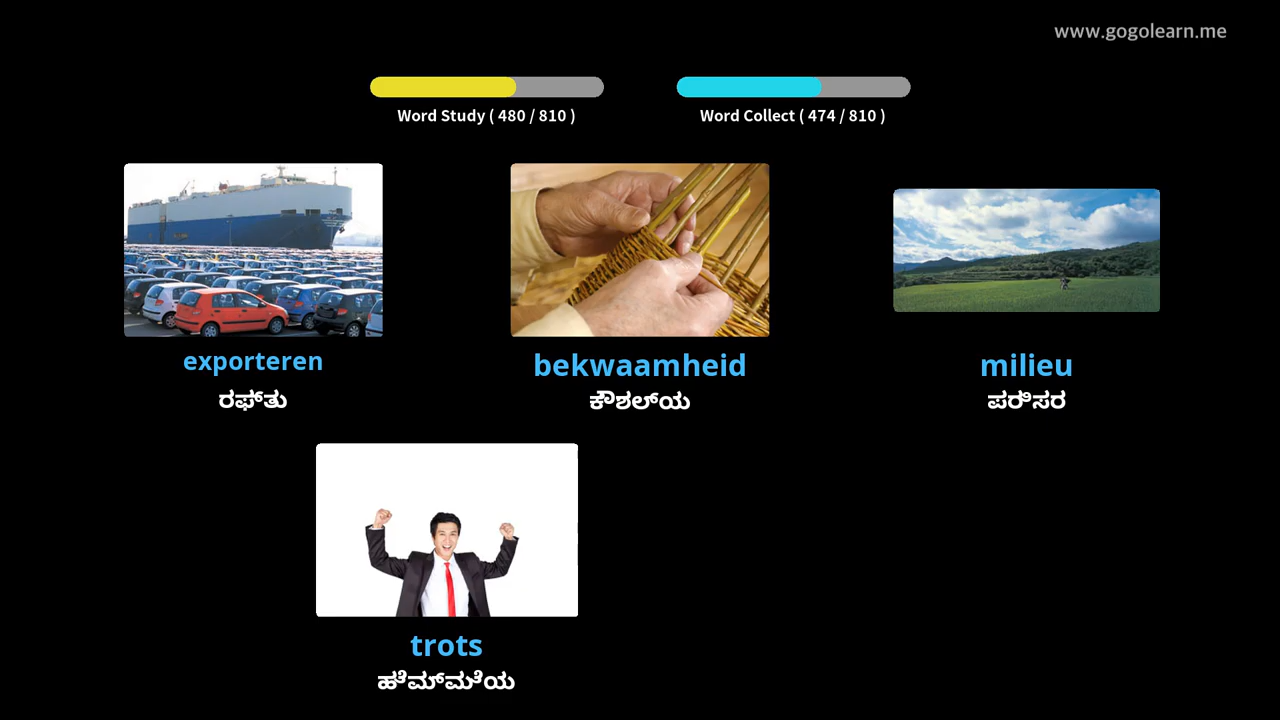 www.gogolearn.me
Word Study ( 480 / 810 )
Word Collect ( 474 / 810 )
exporteren
ರಫ್ತು
bekwaamheid
ಕೌಶಲ್ಯ
milieu
ಪರಿಸರ
trots
ಹೆಮ್ಮೆಯ